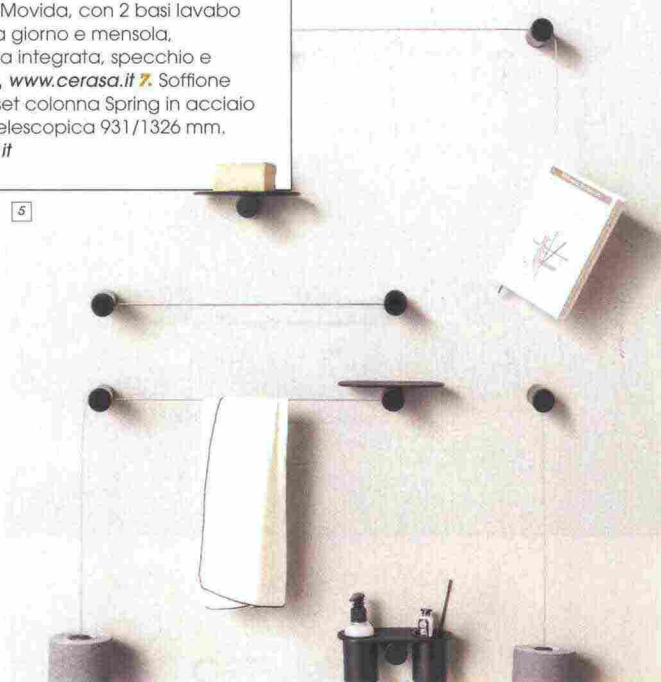 Movida, con 2 basi lavabo
a giorno e mensola,
a integrata, specchio e
, www.cerasa.it 7. Soffione
set colonna Spring in acciaio
elescopica 931/1326 mm.
it
5